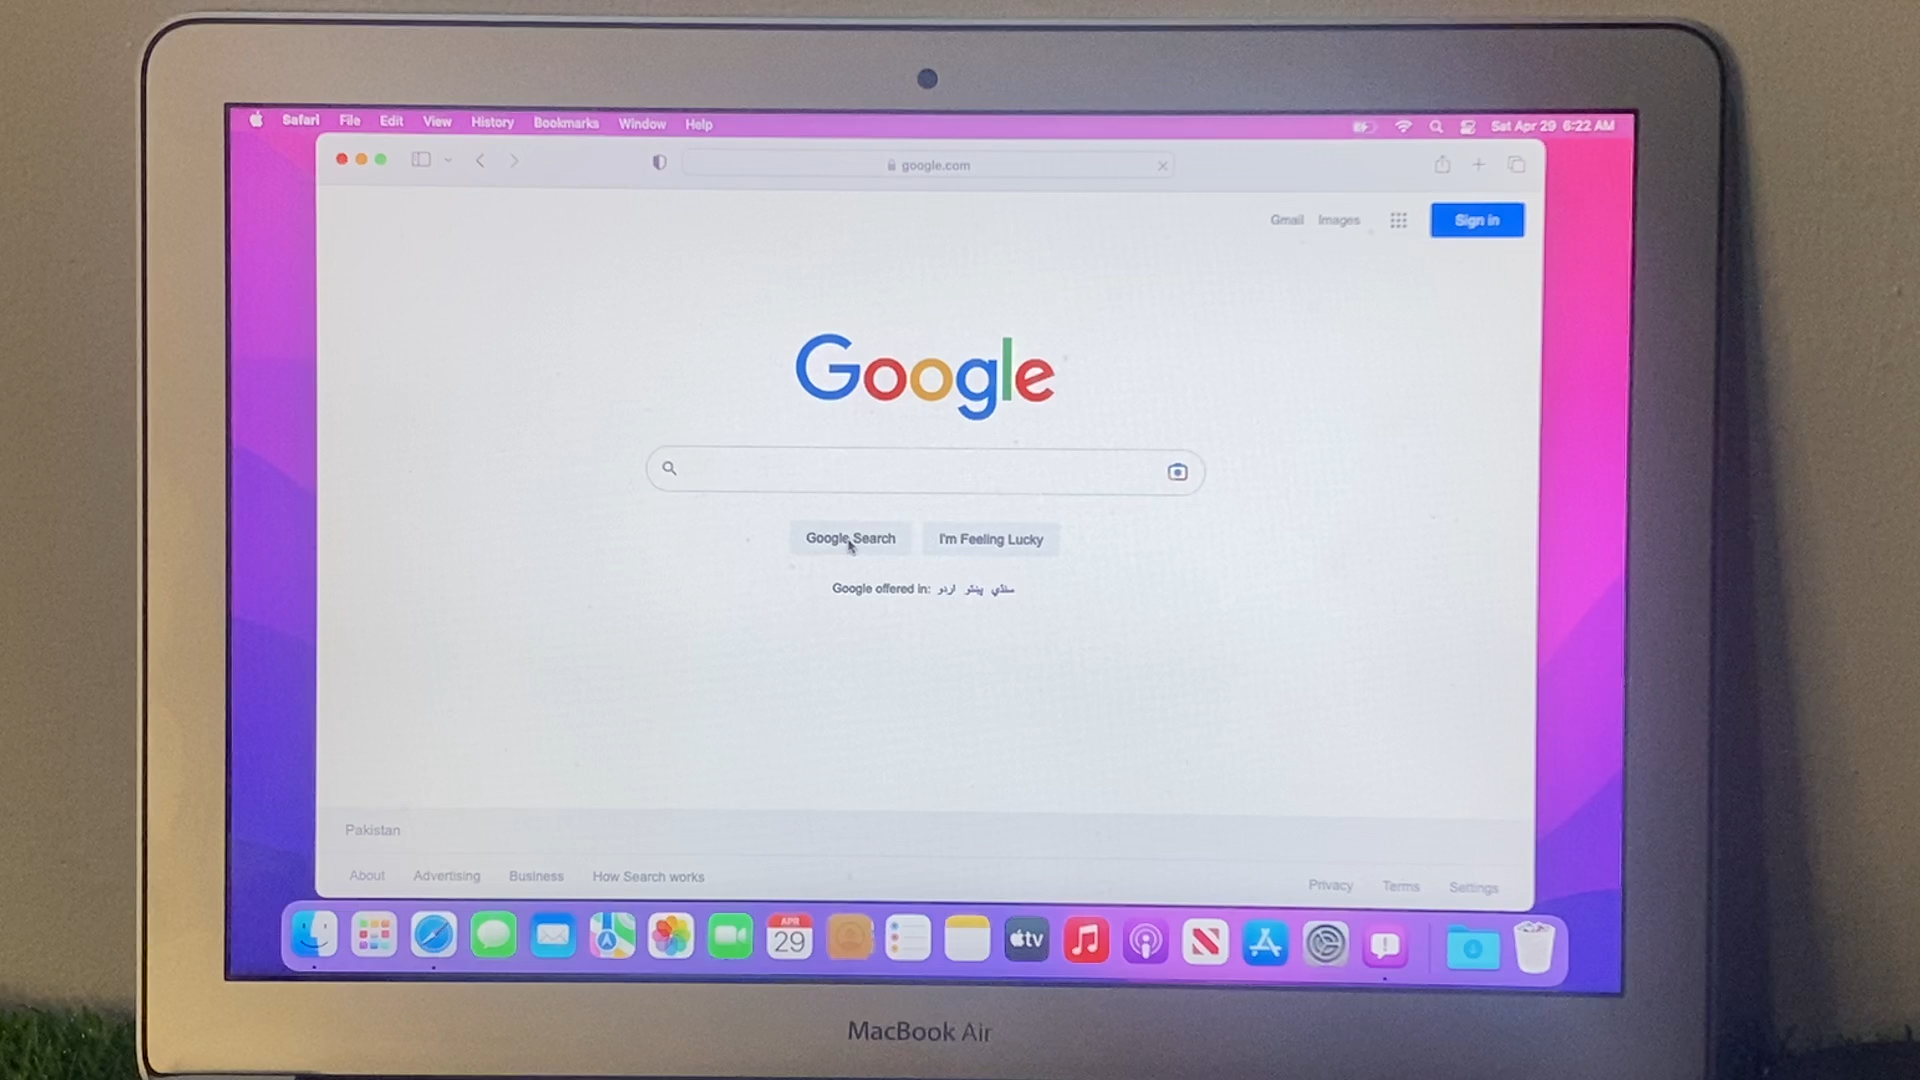 Safari File Edit View History Bookmarks Window Help Sat Apr 29 6:22 AM
google.com
Gmail Images Sign in
Google
Google Search I'm Feeling Lucky
Google offered in: اردو پښتو سنڌي
Pakistan
About Advertising Business How Search works Privacy Terms Settings
APR
29
tv
MacBook Air